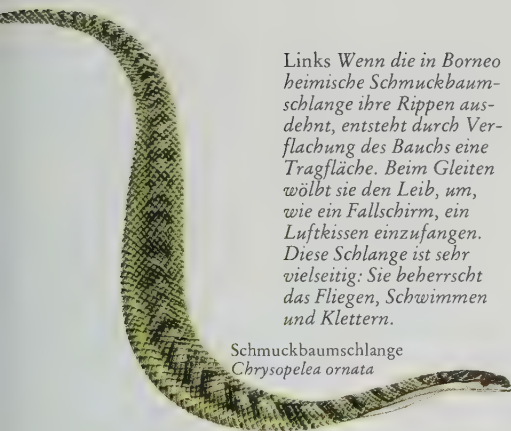 Links Wenn die in Borneo
heimische Schmuckbaum-
schlange ihre Rippen aus-
dehnt, entsteht durch Ver-
flachung des Bauchs eine
Tragfläche. Beim Gleiten
wölbt sie den Leib, um,
wie ein Fallschirm, ein
Luftkissen einzufangen.
Diese Schlange ist sehr
vielseitig: Sie beherrscht
das Fliegen, Schwimmen
und Klettern.
Schmuckbaumschlange
Chrysopelea ornata